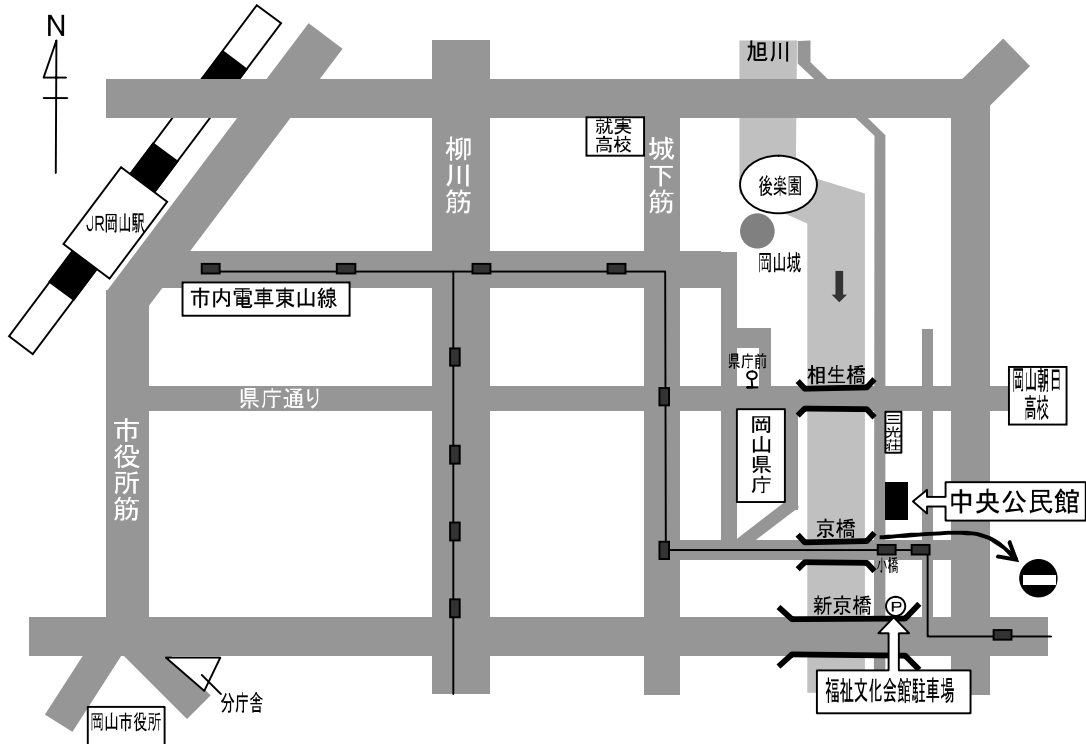 N
旭川
就実
高校
柳川筋
城下筋
後楽園
JR岡山駅
岡山城
市内電車東山線
県庁前
相生橋
岡山朝日
高校
県庁通り
三光荘
岡山県庁
市役所筋
中央公民館
京橋
小橋
新京橋
P
福祉文化会館駐車場
分庁舎
岡山市役所